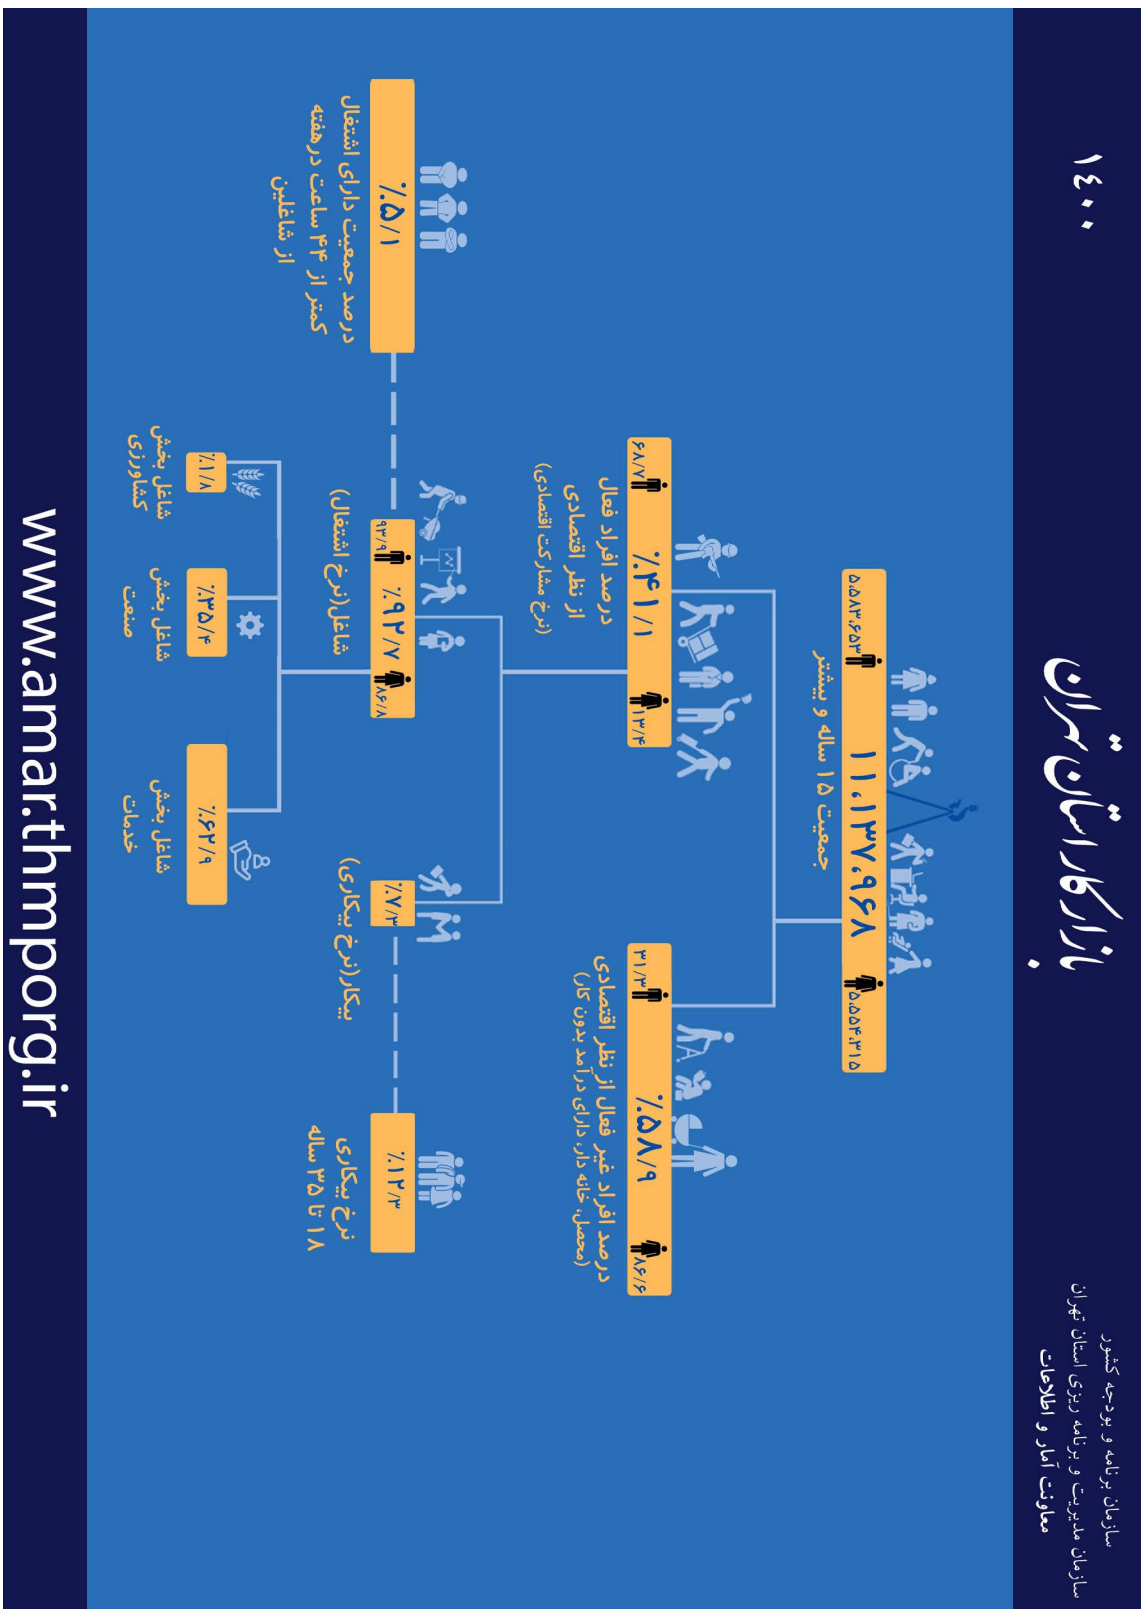 سازمان برنامه و بودجه کشور
سازمان مدیریت و برنامه ریزی استان تهران
معاونت آمار و اطلاعات
بازار کار استان تهران
۱۴۰۰
۵،۵۸۳،۶۵۳
۱۱،۱۳۷،۹۶۸
۵،۵۵۴،۳۱۵
جمعیت ۱۵ ساله و بیشتر
۶۸/۷
%۴۱/۱
۱۳/۴
درصد افراد فعال
از نظر اقتصادی
(نرخ مشارکت اقتصادی)
۳۱/۳
%۵۸/۹
۸۶/۶
درصد افراد غیر فعال از نظر اقتصادی
(محصل، خانه دار، دارای درآمد بدون کار)
%۵/۱
درصد جمعیت دارای اشتغال
کمتر از ۴۴ ساعت درهفته
از شاغلین
۹۳/۹
%۹۲/۷
۸۶/۸
شاغل(نرخ اشتغال)
%۷/۳
بیکار(نرخ بیکاری)
%۱۲/۳
نرخ بیکاری
۱۸ تا ۳۵ ساله
%۱/۸
شاغل بخش
کشاورزی
%۳۵/۴
شاغل بخش
صنعت
%۶۲/۹
شاغل بخش
خدمات
www.amar.thmporg.ir